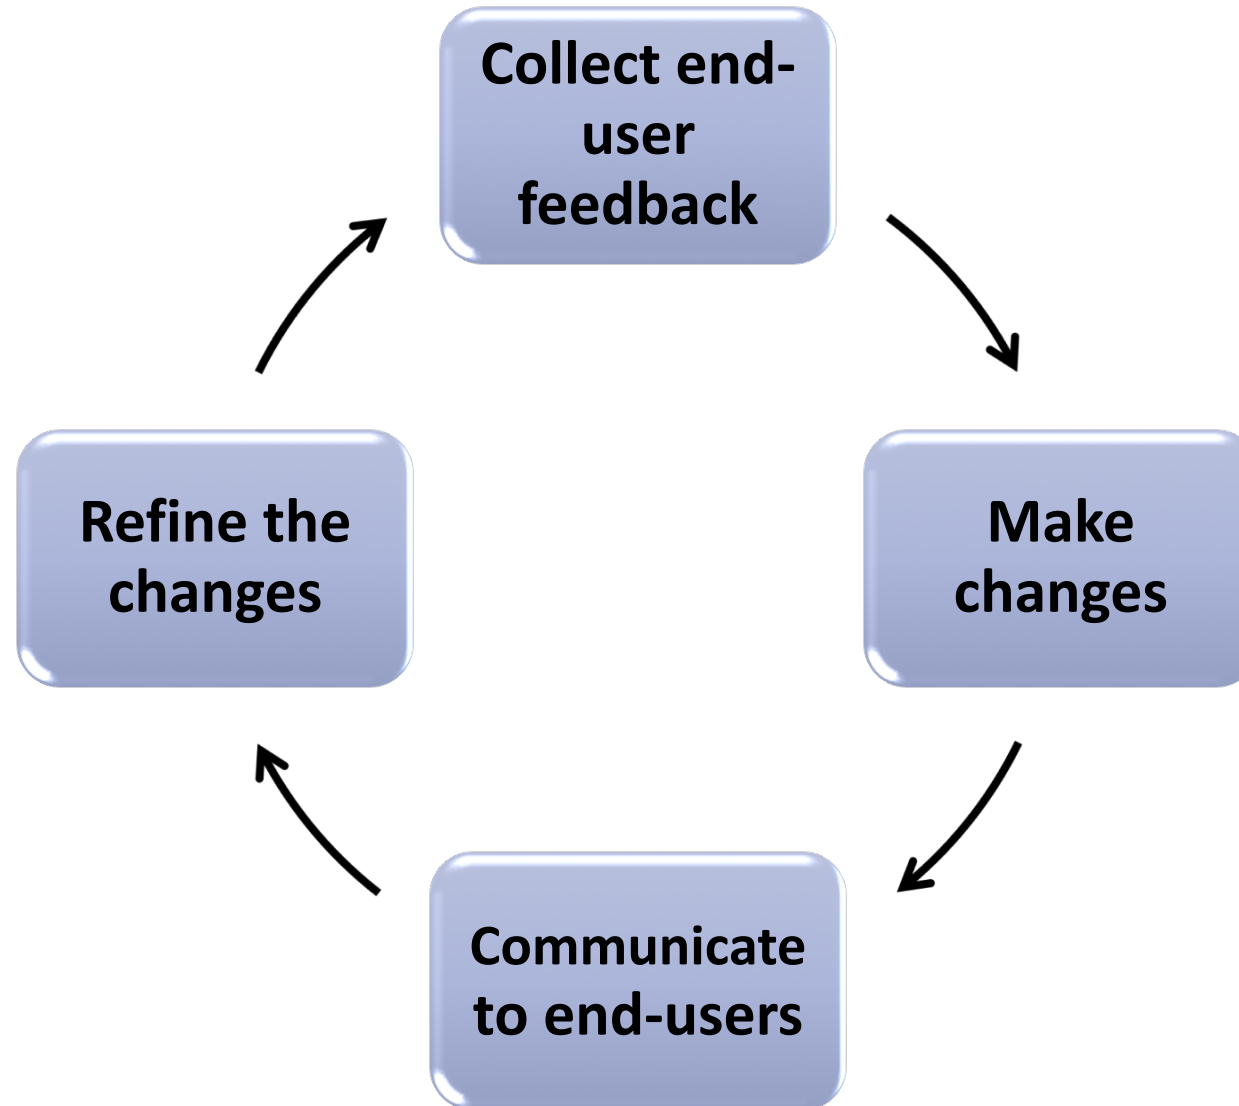 Collect end-
user
feedback
Make
changes
Communicate
to end-users
Refine the
changes